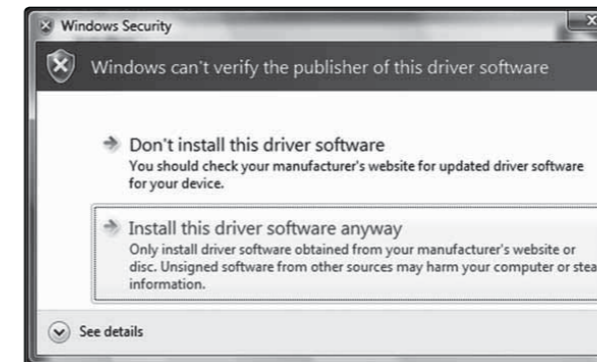 Windows Security
Windows can't verify the publisher of this driver software
Don't install this driver software
You should check your manufacturer's website for updated driver software
for your device.
Install this driver software anyway
Only install driver software obtained from your manufacturer's website or
disc. Unsigned software from other sources may harm your computer or
information.
See details